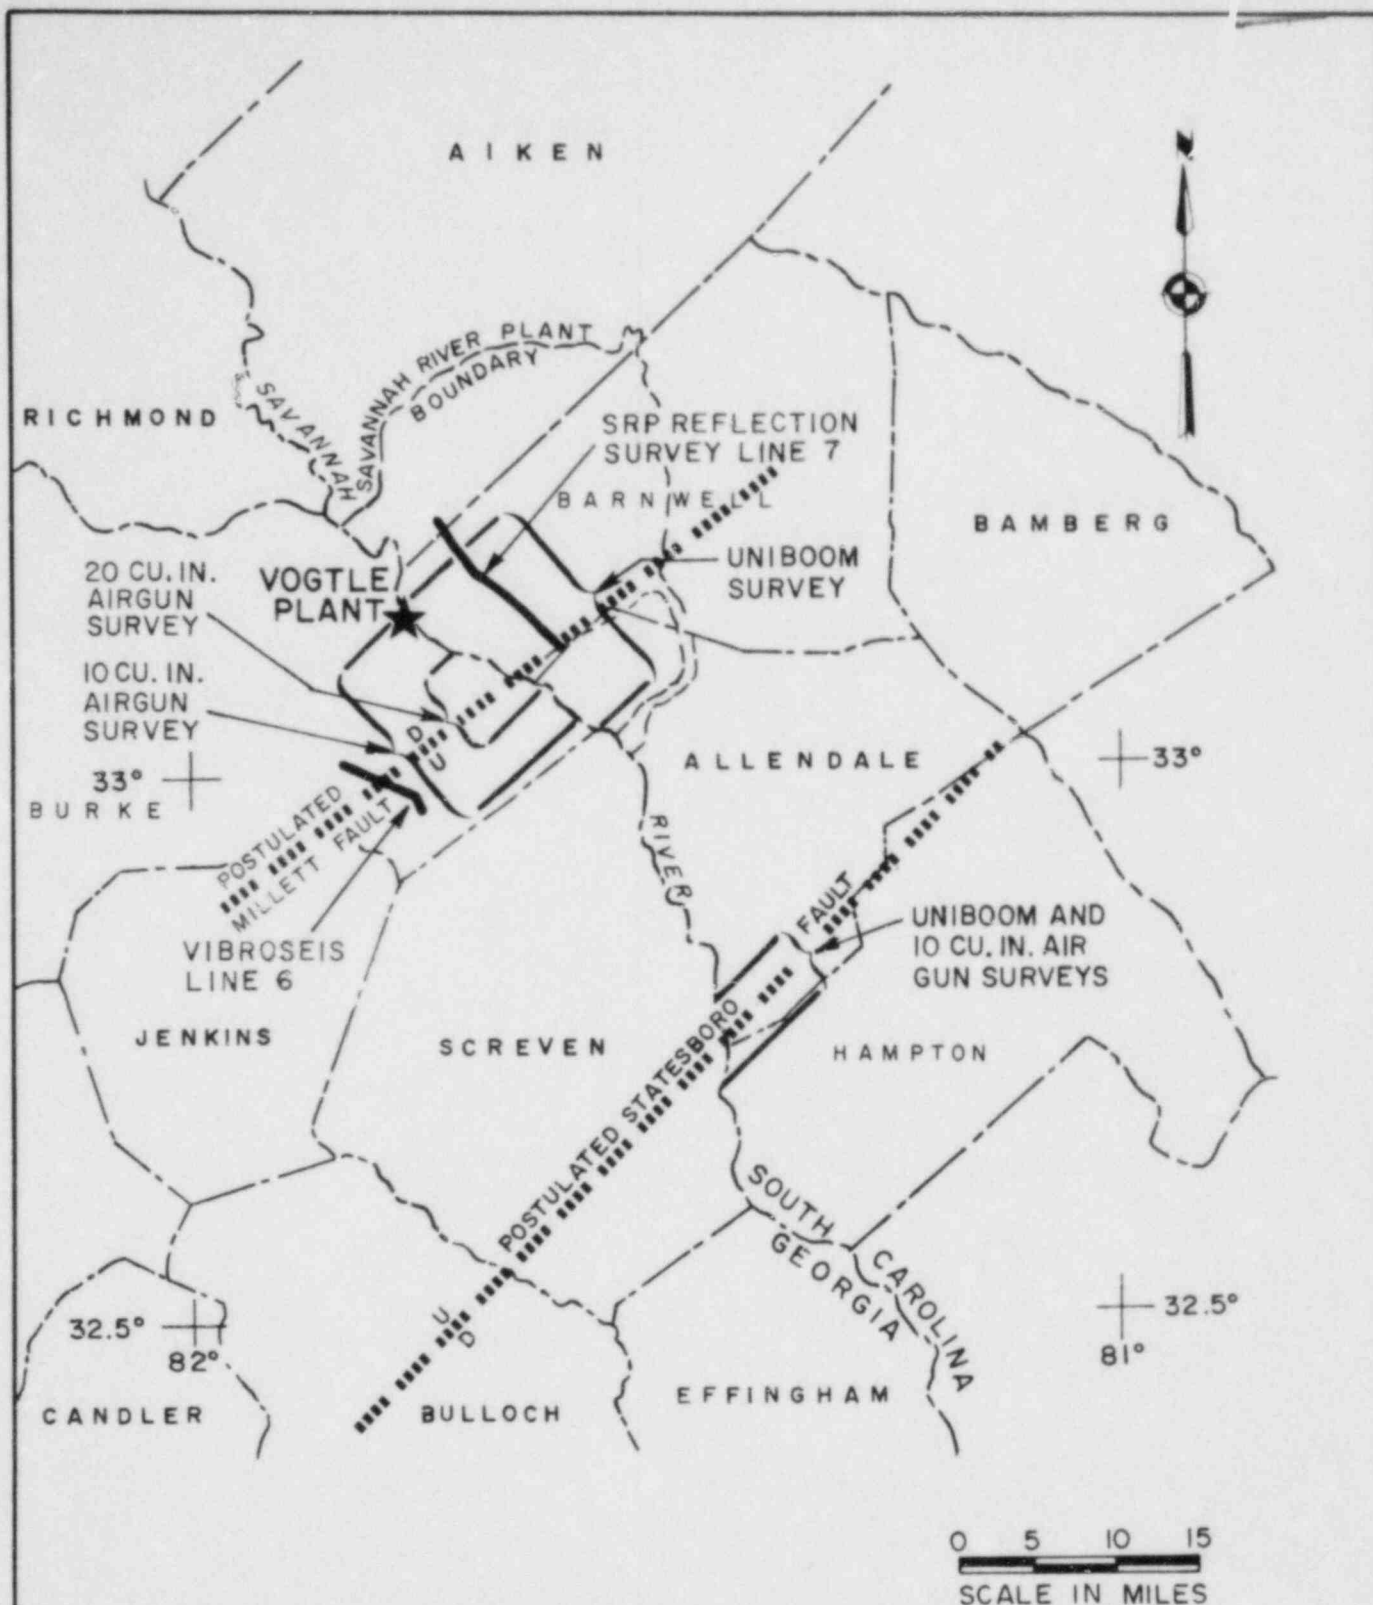 N
AIKEN
SAVANNAH RIVER PLANT
BOUNDARY
SAVANNAH
RICHMOND
SRP REFLECTION
SURVEY LINE 7
BARNWELL
BAMBERG
20 CU. IN.
AIRGUN
SURVEY
VOGTLE
PLANT
UNIBOOM
SURVEY
10 CU. IN.
AIRGUN
SURVEY
D
U
ALLENDALE
33°
33°
BURKE
POSTULATED
MILLETT FAULT
RIVER
VIBROSEIS
LINE 6
UNIBOOM AND
10 CU. IN. AIR
GUN SURVEYS
JENKINS
SCREVEN
HAMPTON
POSTULATED STATESBORO FAULT
U
D
SOUTH CAROLINA
GEORGIA
32.5°
82°
32.5°
81°
CANDLER
BULLOCH
EFFINGHAM
0 5 10 15
SCALE IN MILES